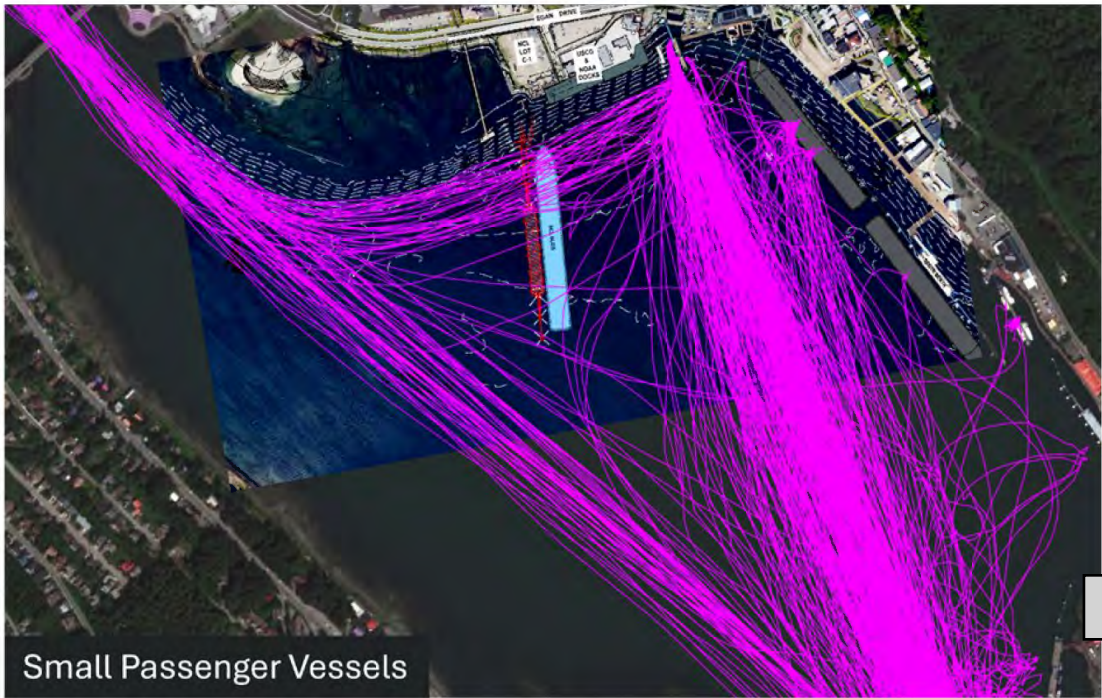 EGAN DRIVE
NCL
LOT
C-1
USCG
&
NOAA
DOCKS
Small Passenger Vessels